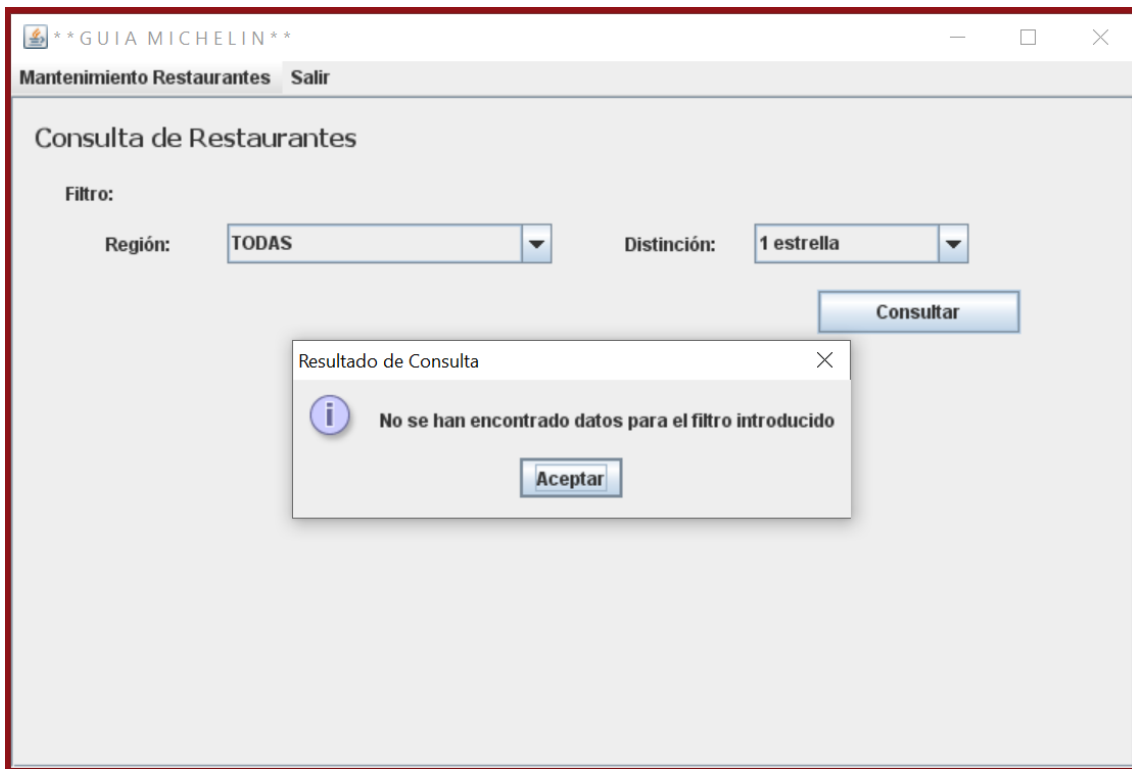 **GUIA MICHELIN**
Mantenimiento Restaurantes Salir
Consulta de Restaurantes
Filtro:
Región: TODAS Distinción: 1 estrella
Consultar
Resultado de Consulta
i
No se han encontrado datos para el filtro introducido
Aceptar